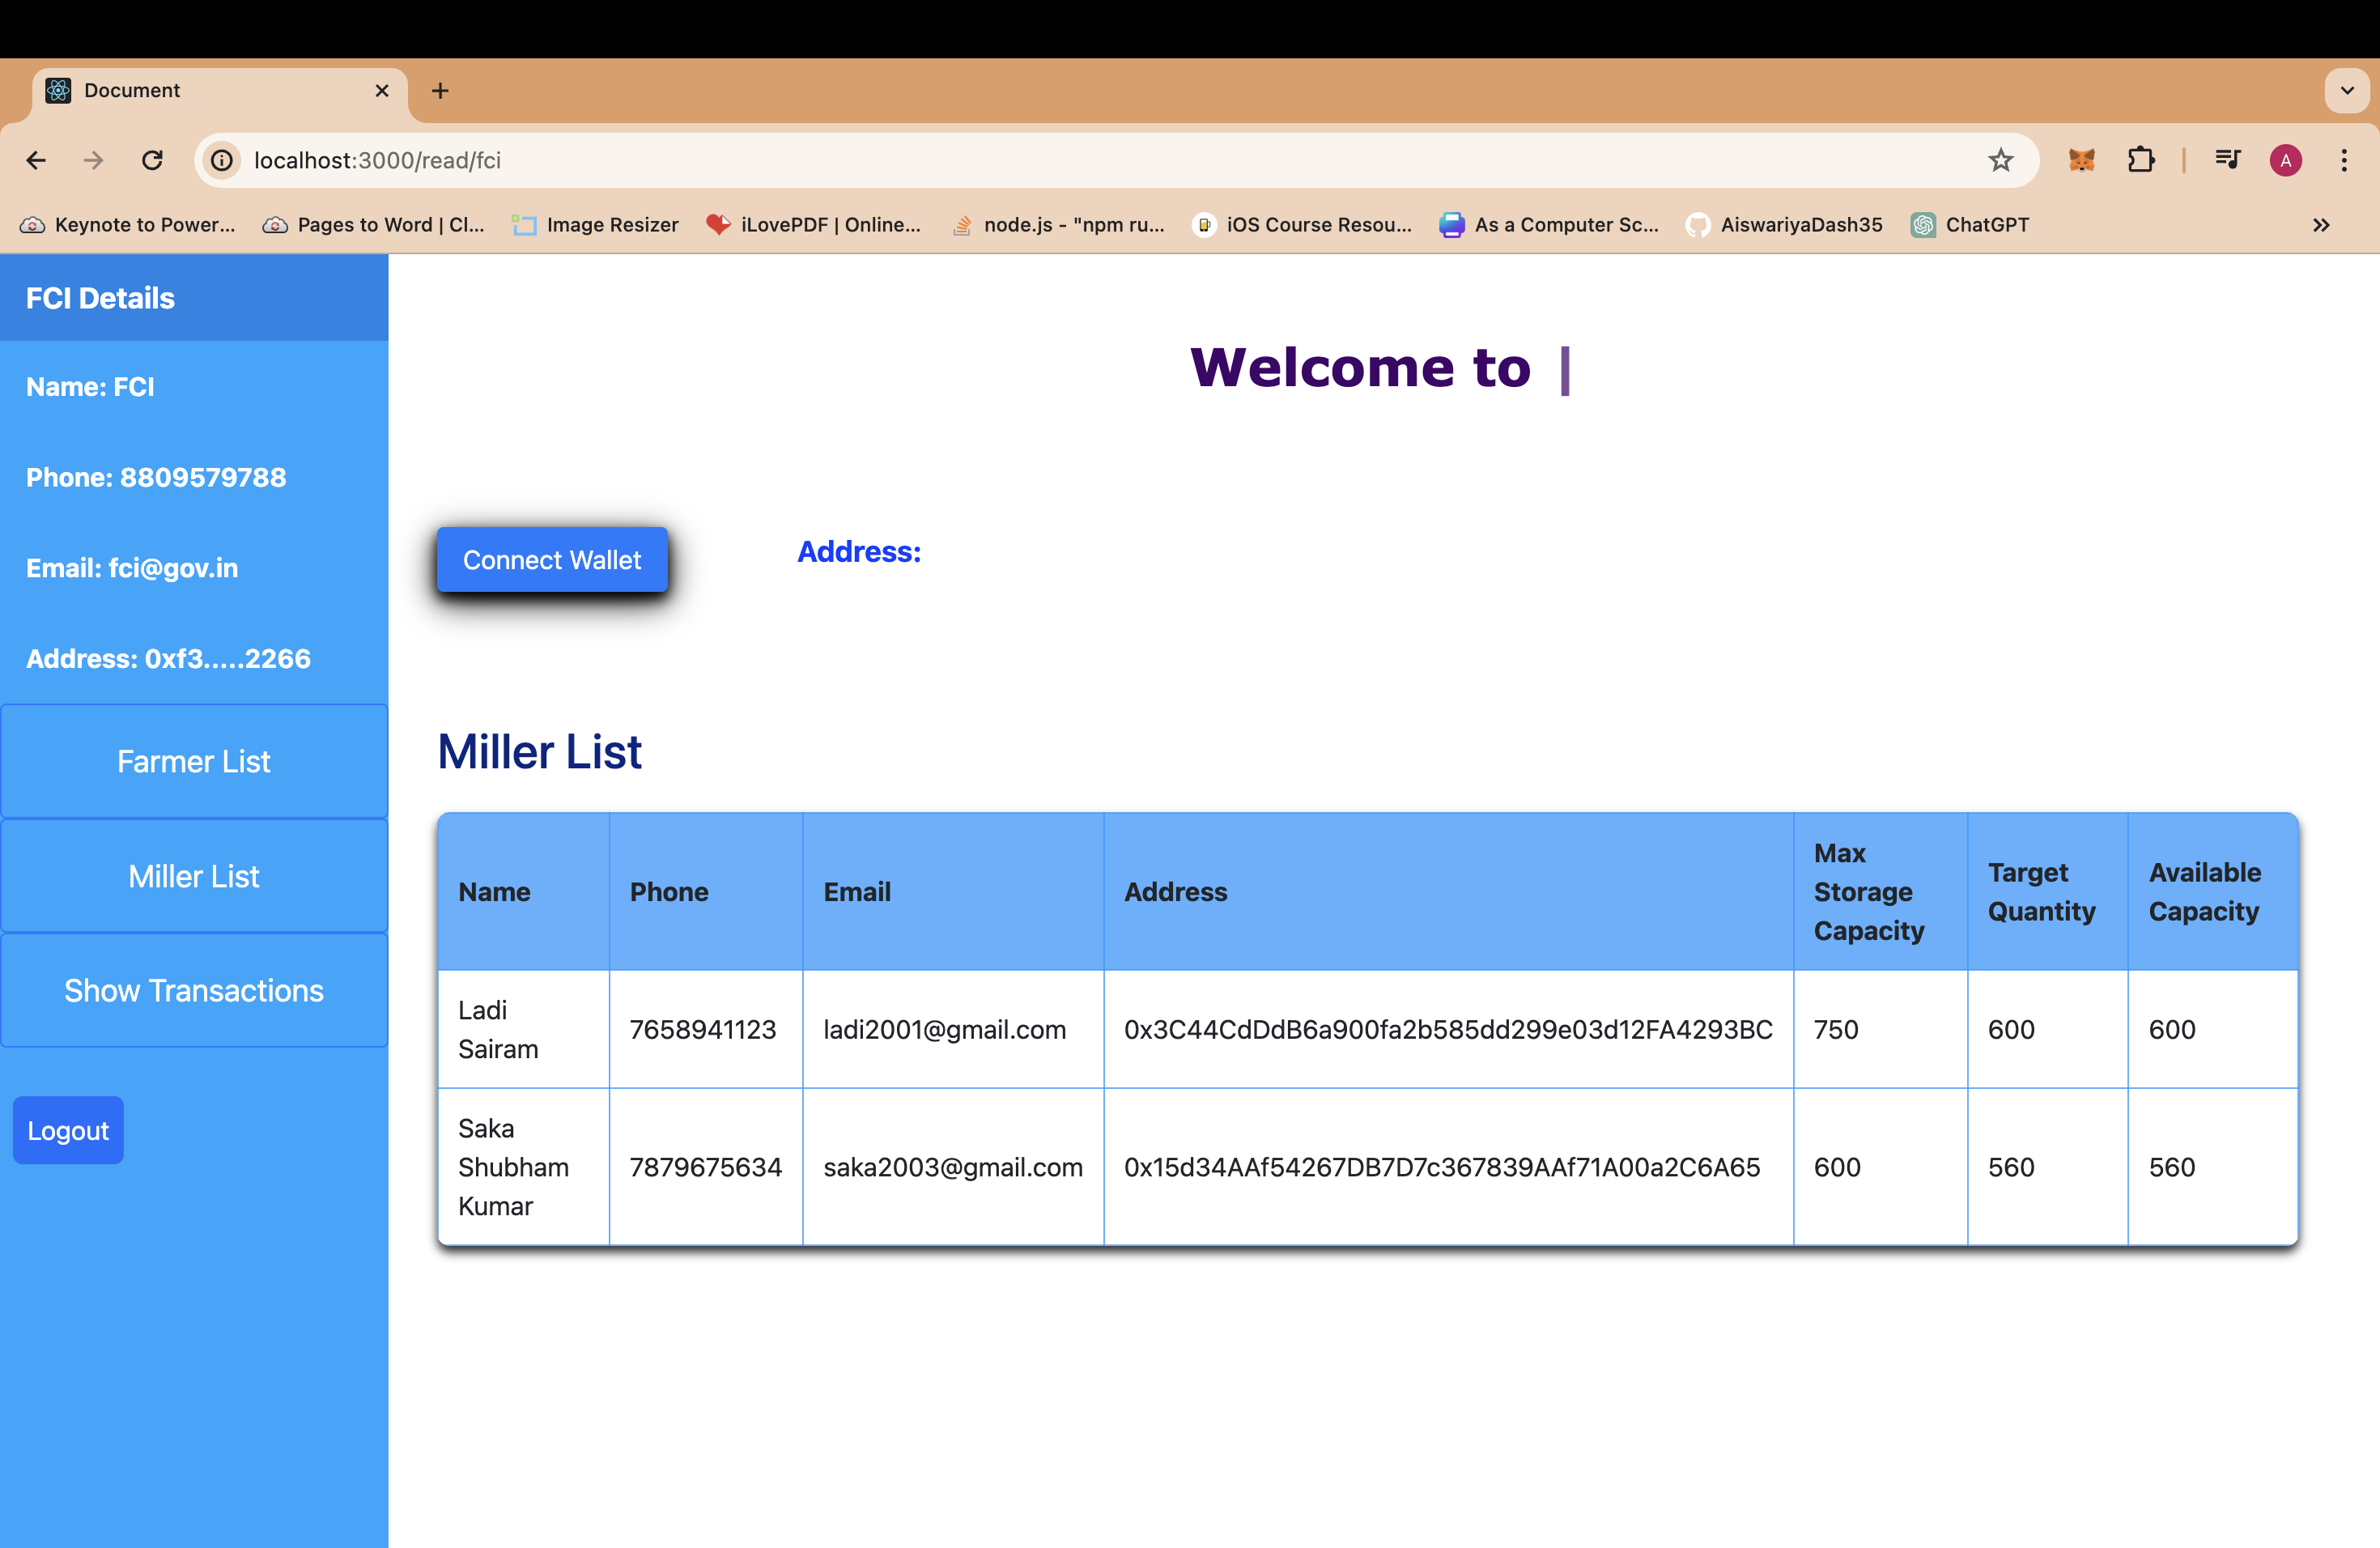 Document
localhost:3000/read/fci
A
Keynote to Power...
Pages to Word | Cl...
Image Resizer
iLovePDF | Online...
node.js - "npm ru...
iOS Course Resou...
As a Computer Sc...
AiswariyaDash35
ChatGPT
FCI Details
Name: FCI
Phone: 8809579788
Email: fci@gov.in
Address: 0xf3.....2266
Farmer List
Miller List
Show Transactions
Logout
Welcome to |
Connect Wallet
Address:
Miller List
Name
Phone
Email
Address
Max
Storage
Capacity
Target
Quantity
Available
Capacity
Ladi
Sairam
7658941123
ladi2001@gmail.com
0x3C44CdDdB6a900fa2b585dd299e03d12FA4293BC
750
600
600
Saka
Shubham
Kumar
7879675634
saka2003@gmail.com
0x15d34AAf54267DB7D7c367839AAf71A00a2C6A65
600
560
560